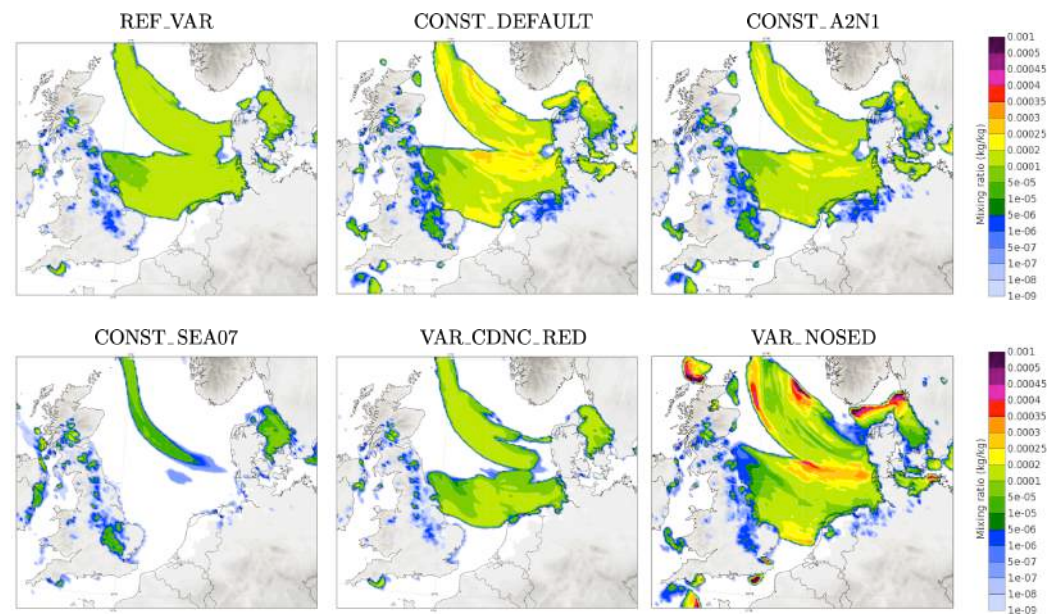 REF_VAR
CONST_DEFAULT
CONST_A2N1
0.001
0.0005
0.00045
0.0004
0.00035
0.0003
0.00025
0.0002
0.0001
5e-05
1e-05
5e-06
1e-06
5e-07
1e-07
1e-08
1e-09
Mixing ratio (kg/kg)
CONST_SEA07
VAR_CDNC_RED
VAR_NOSED
0.001
0.0005
0.00045
0.0004
0.00035
0.0003
0.00025
0.0002
0.0001
5e-05
1e-05
5e-06
1e-06
5e-07
1e-07
1e-08
1e-09
Mixing ratio (kg/kg)